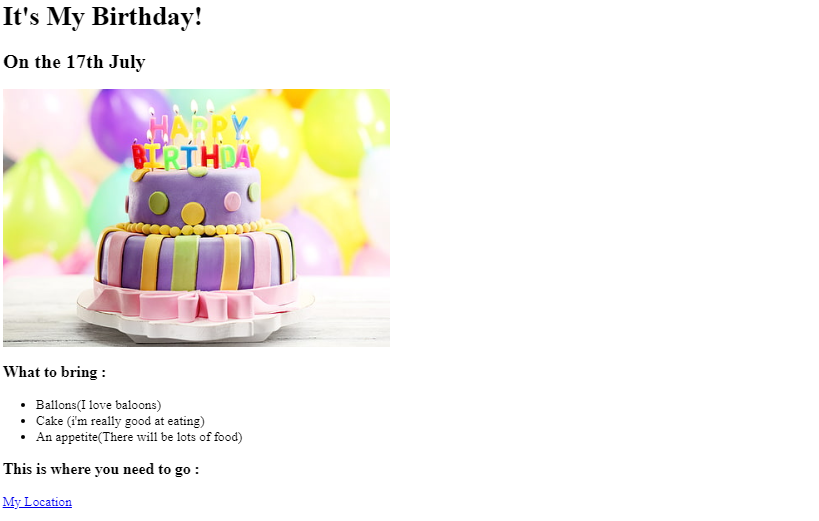 It's My Birthday!
On the 17th July
HAPPY
BIRTHDAY
What to bring :
Ballons(I love baloons)
Cake (i'm really good at eating)
An appetite(There will be lots of food)
This is where you need to go :
My Location